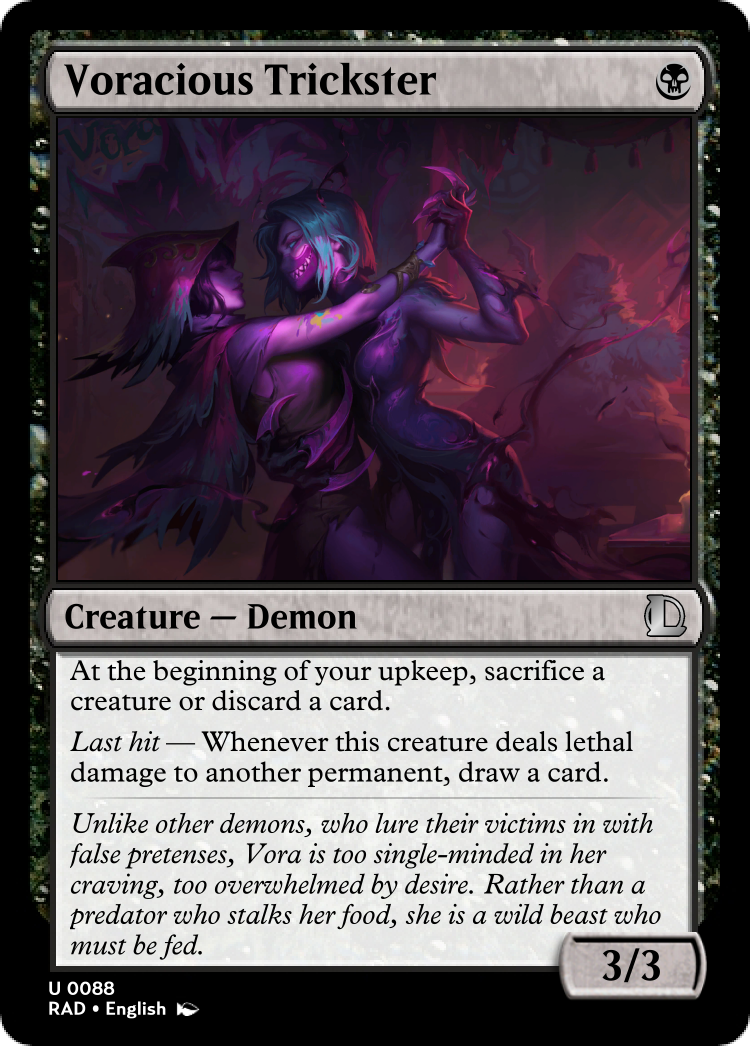 Voracious Trickster
Vora
Creature — Demon
At the beginning of your upkeep, sacrifice a
creature or discard a card.
Last hit — Whenever this creature deals lethal
damage to another permanent, draw a card.
Unlike other demons, who lure their victims in with
false pretenses, Vora is too single-minded in her
craving, too overwhelmed by desire. Rather than a
predator who stalks her food, she is a wild beast who
must be fed.
3/3
U 0088
RAD • English